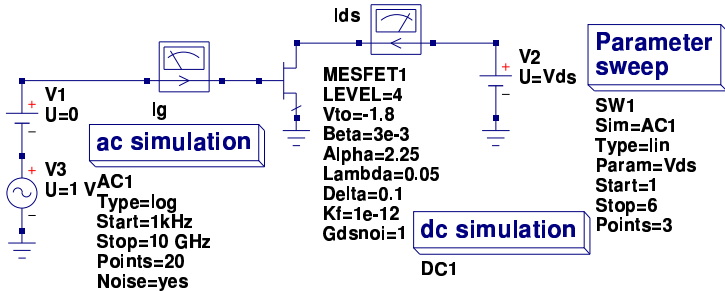 Ids
V1
U=0
Ig
MESFET1
LEVEL=4
Vto=-1.8
Beta=3e-3
Alpha=2.25
Lambda=0.05
Delta=0.1
Kf=1e-12
Gdsnoi=1
V2
U=Vds
Parameter
sweep
SW1
Sim=AC1
Type=lin
Param=Vds
Start=1
Stop=6
Points=3
ac simulation
V3
U=1 V
AC1
Type=log
Start=1kHz
Stop=10 GHz
Points=20
Noise=yes
dc simulation
DC1